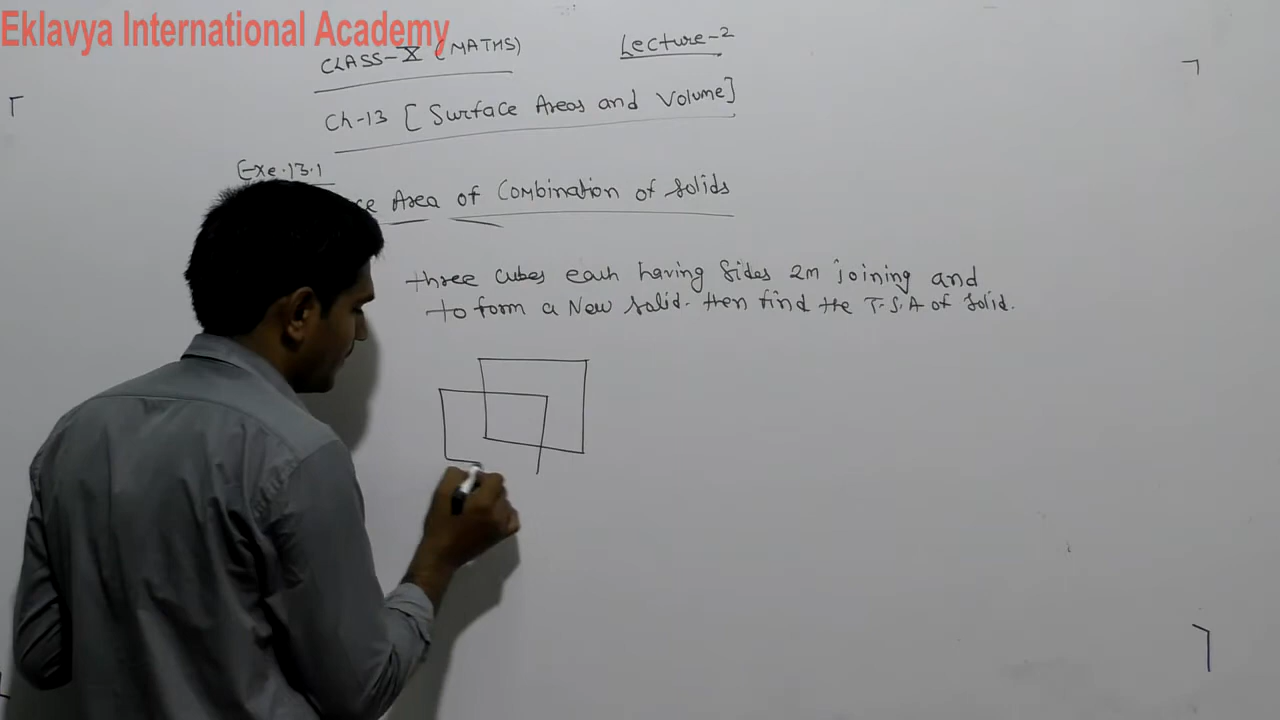 Eklavya International Academy
CLASS-X (MATHS) Lecture-2
Ch-13 [Surface Areas and Volume]
Exe.13.1
Area of Combination of Solids
three cubes each having sides 2m joining and
to form a New solid. then find the T.S.A of solid.